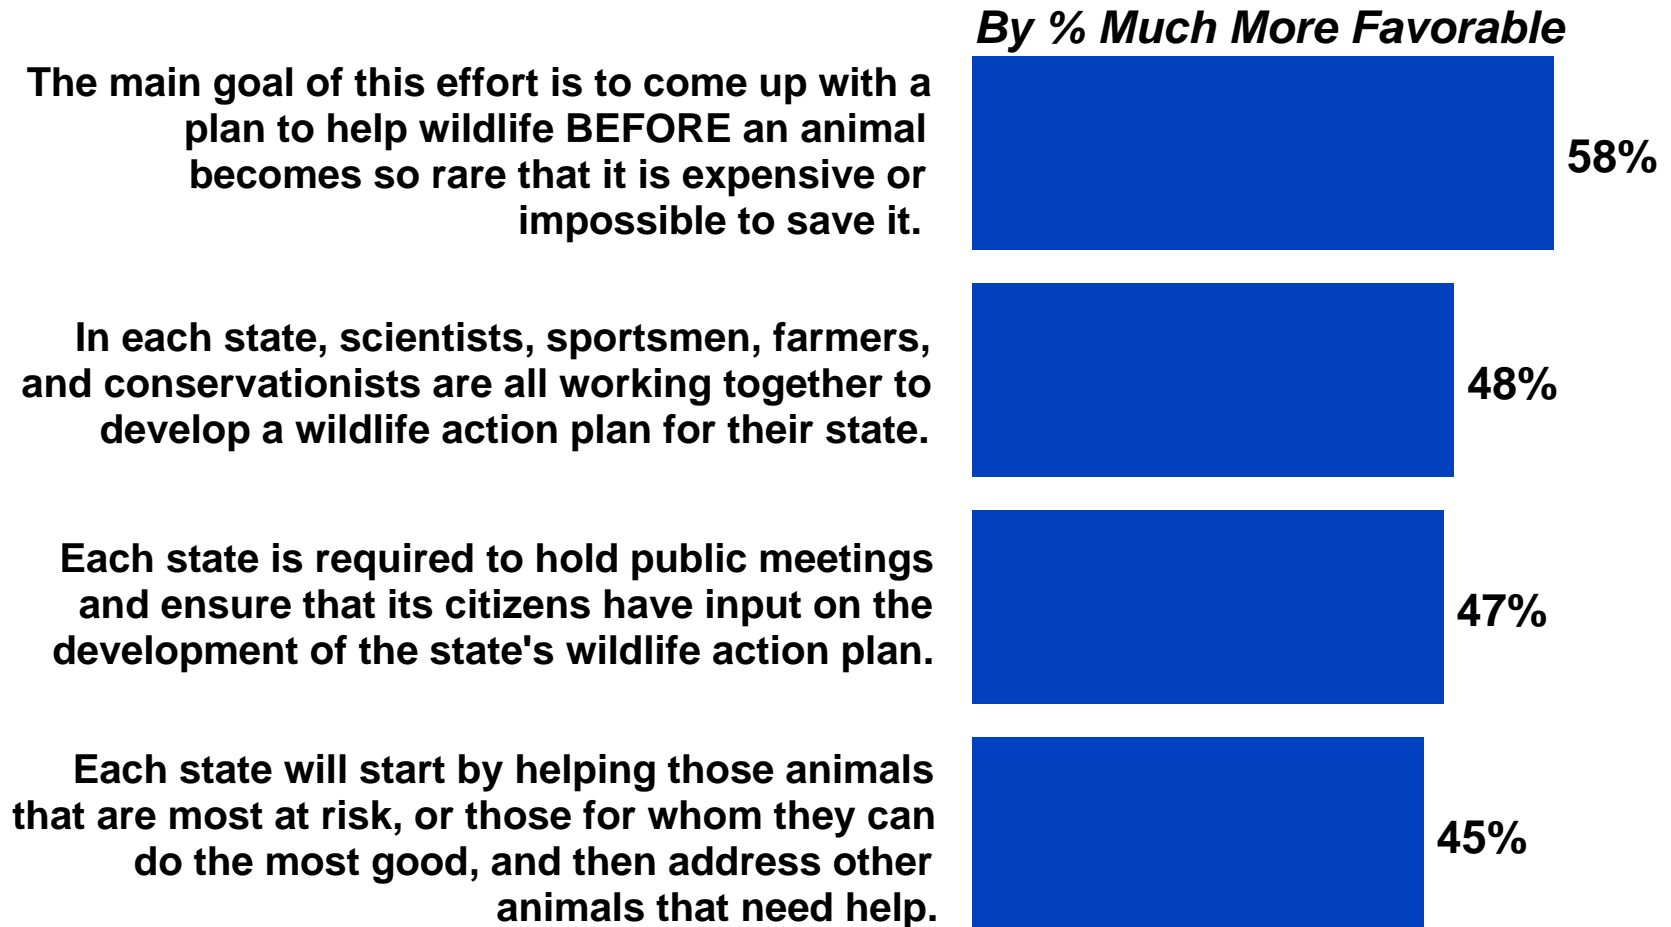 By % Much More Favorable
The main goal of this effort is to come up with a
plan to help wildlife BEFORE an animal
becomes so rare that it is expensive or
impossible to save it.
58%
In each state, scientists, sportsmen, farmers,
and conservationists are all working together to
develop a wildlife action plan for their state.
48%
Each state is required to hold public meetings
and ensure that its citizens have input on the
development of the state's wildlife action plan.
47%
Each state will start by helping those animals
that are most at risk, or those for whom they can
do the most good, and then address other
animals that need help.
45%